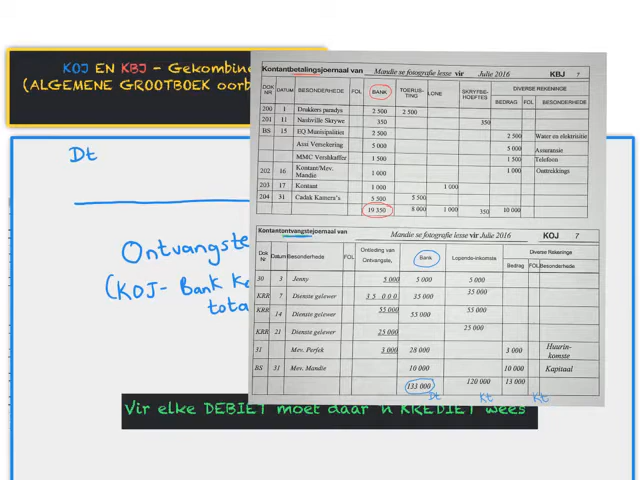 KOJ EN KBJ - Gekombine
(ALGEMENE GROOTBOEK oorb
Dt
Ontvangste
(KOJ- Bank K
tota
Vir elke DEBIET moet daar 'n KREDIET wees
Kontantbetalingsjoernaal van Mandie se fotografie lesse vir Julie 2016 KBJ 7
DOK NR DATUM BESONDERHEDE FOL BANK TOERUSTING LONE SKRYFBEHOEFTES DIVERSE REKENINGE
BEDRAG FOL BESONDERHEDE
200 1 Drukkers paradys 2 500 2 500
201 11 Nashville Skrywe 350 350
BS 15 EQ Munisipalities 2 500 2 500 Water en elektrisiteit
Assi Versekering 5 000 5 000 Assuransie
MMC Verskaffer 1 500 1 500 Telefoon
202 16 Kontant/Mev. Mandie 1 000 1 000 Onttrekkings
203 17 Kontant 1 000 1 000
204 31 Cadak Kamera's 5 500 5 500
19 350 8 000 1 000 350 10 000
Kontantontvangstejoernaal van Mandie se fotografie lesse vir Julie 2016 KOJ 7
Dok Nr Datum Besonderhede FOL Ontleding van Ontvangste, Bank Lopende-inkomste Diverse Rekeninge
Bedrag FOL Besonderhede
30 3 Jenny 5 000 5 000 5 000
KRR 7 Dienste gelewer 35 000 35 000 35 000
KRR 14 Dienste gelewer 55 000 55 000 55 000
KRR 21 Dienste gelewer 25 000 25 000
31 Mev. Perfek 3 000 28 000 3 000 Huurinkomste
BS 31 Mev. Mandie 10 000 10 000 Kapitaal
133 000 120 000 13 000
Dt Kt Kt